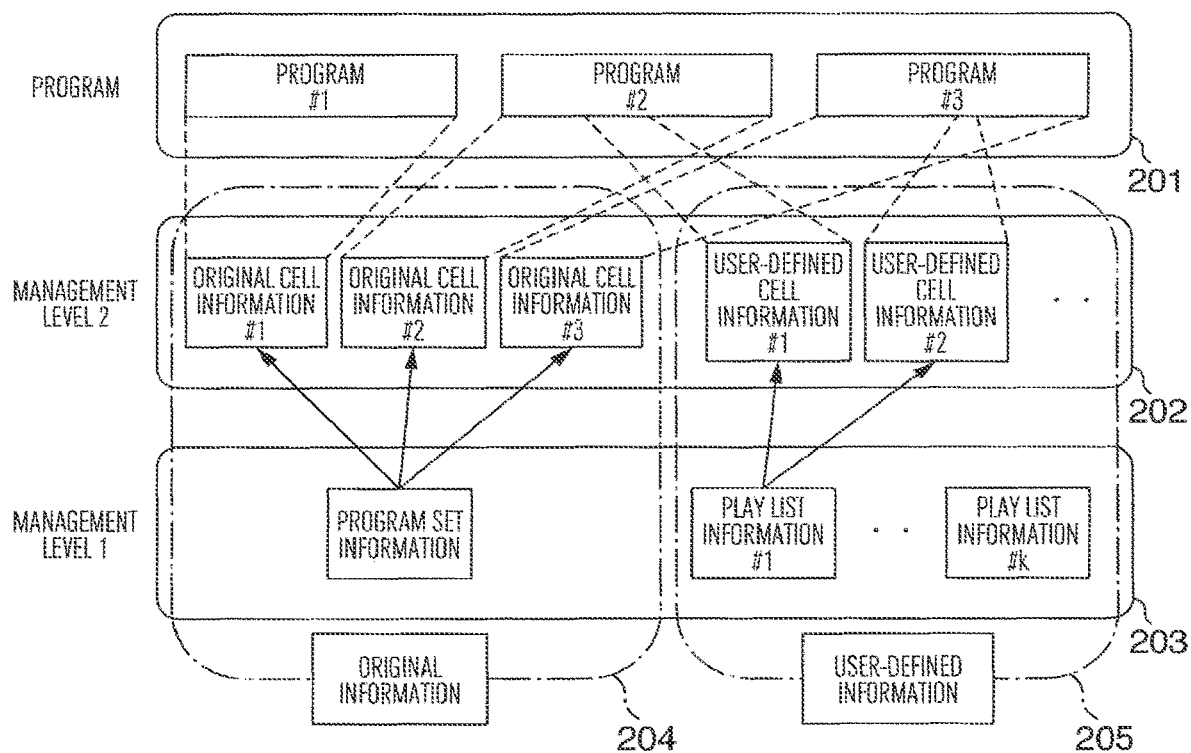 PROGRAM
PROGRAM
#1
PROGRAM
#2
PROGRAM
#3
201
MANAGEMENT
LEVEL 2
ORIGINAL CELL
INFORMATION
#1
ORIGINAL CELL
INFORMATION
#2
ORIGINAL CELL
INFORMATION
#3
USER-DEFINED
CELL
INFORMATION
#1
USER-DEFINED
CELL
INFORMATION
#2
. .
202
MANAGEMENT
LEVEL 1
PROGRAM SET
INFORMATION
PLAY LIST
INFORMATION
#1
. .
PLAY LIST
INFORMATION
#k
203
ORIGINAL
INFORMATION
204
USER-DEFINED
INFORMATION
205